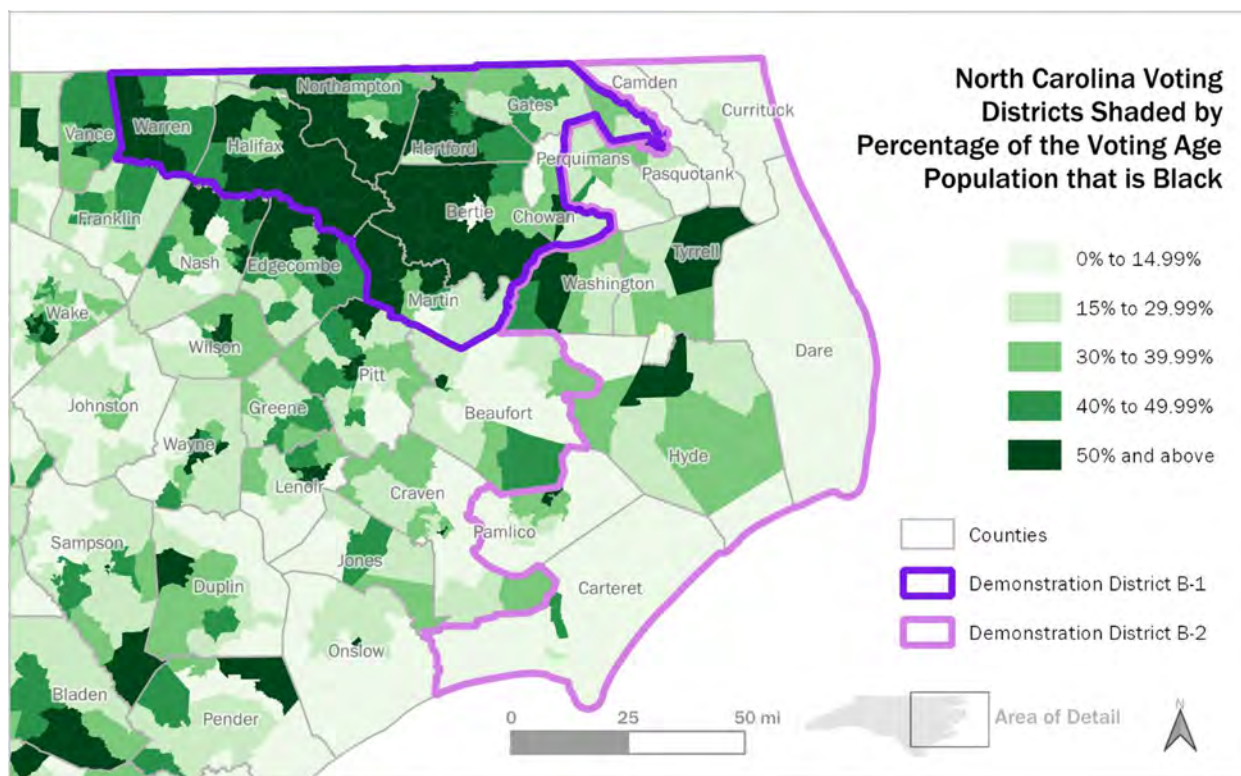 North Carolina Voting
Districts Shaded by
Percentage of the Voting Age
Population that is Black
0% to 14.99%
15% to 29.99%
30% to 39.99%
40% to 49.99%
50% and above
Counties
Demonstration District B-1
Demonstration District B-2
Area of Detail
N
0 25 50 mi
Northampton
Camden
Currituck
Gates
Vance
Warren
Halifax
Hertford
Perquimans
Pasquotank
Franklin
Bertie
Chowan
Nash
Edgecombe
Tyrrell
Washington
Martin
Wake
Wilson
Dare
Pitt
Johnston
Greene
Beaufort
Wayne
Hyde
Lenoir
Craven
Pamlico
Sampson
Jones
Duplin
Carteret
Onslow
Bladen
Pender